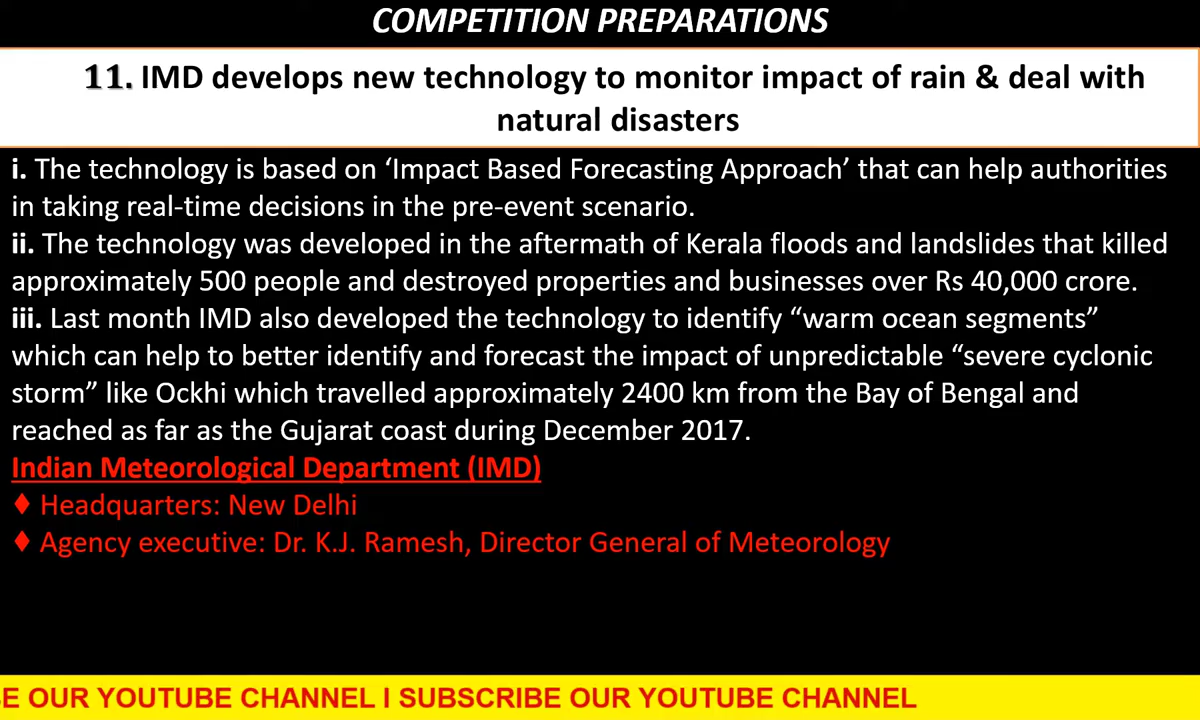 COMPETITION PREPARATIONS
11. IMD develops new technology to monitor impact of rain & deal with
natural disasters
i. The technology is based on ‘Impact Based Forecasting Approach’ that can help authorities
in taking real-time decisions in the pre-event scenario.
ii. The technology was developed in the aftermath of Kerala floods and landslides that killed
approximately 500 people and destroyed properties and businesses over Rs 40,000 crore.
iii. Last month IMD also developed the technology to identify “warm ocean segments”
which can help to better identify and forecast the impact of unpredictable “severe cyclonic
storm” like Ockhi which travelled approximately 2400 km from the Bay of Bengal and
reached as far as the Gujarat coast during December 2017.
Indian Meteorological Department (IMD)
♦ Headquarters: New Delhi
♦ Agency executive: Dr. K.J. Ramesh, Director General of Meteorology
BE OUR YOUTUBE CHANNEL I SUBSCRIBE OUR YOUTUBE CHANNEL